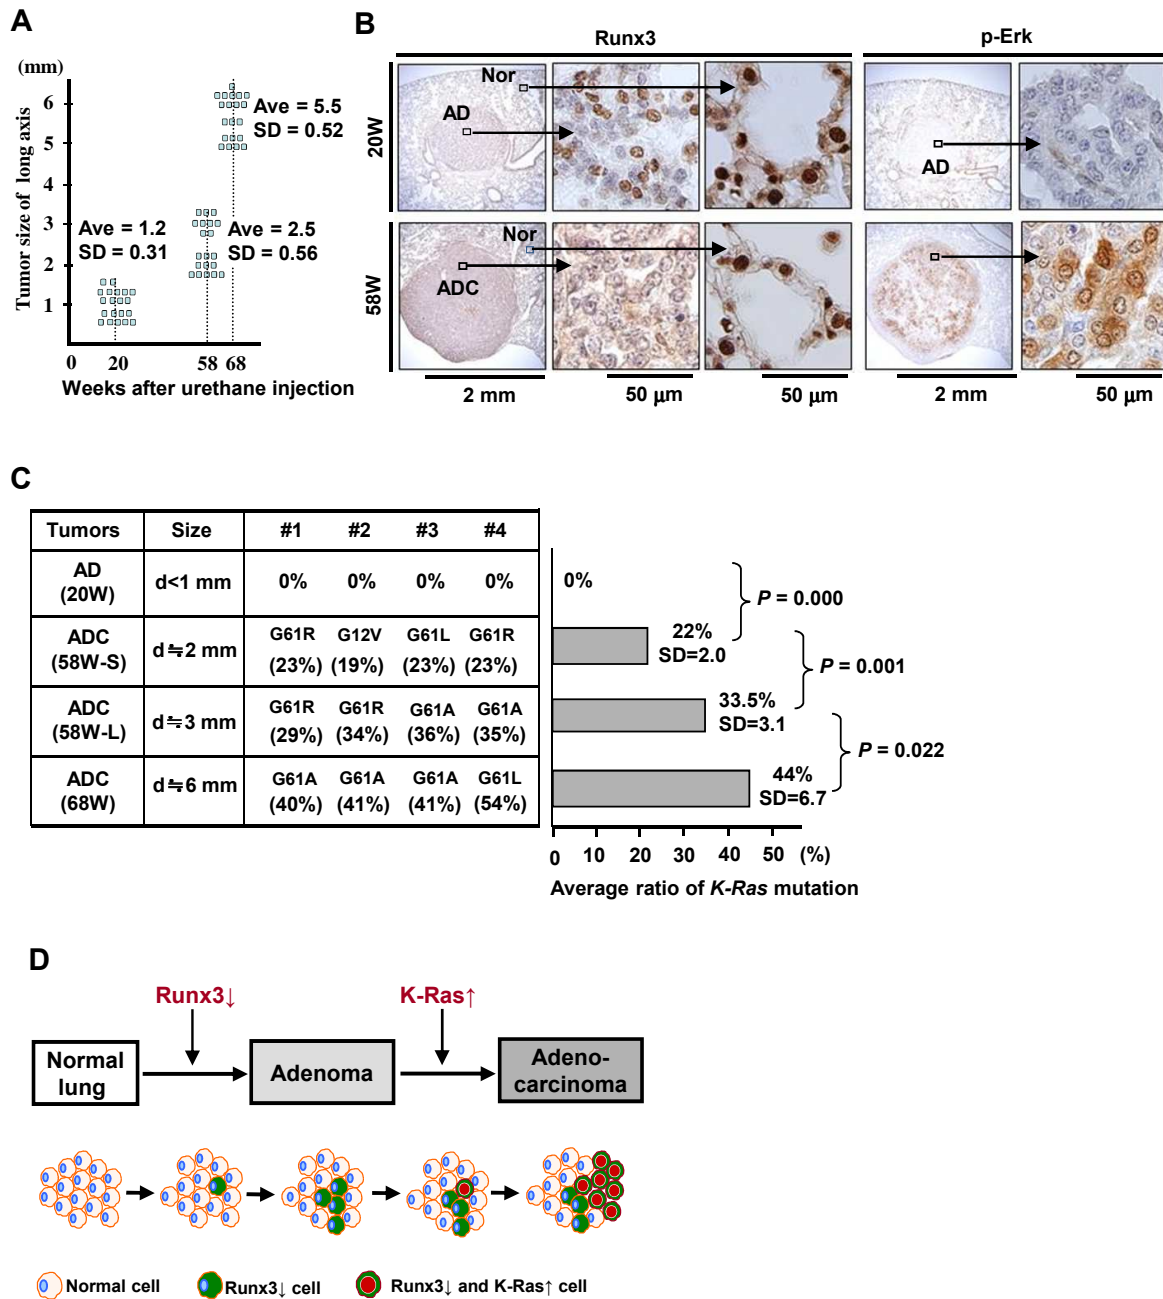 A
(mm)
Tumor size of long axis
6
5
4
3
2
1
0
20
58
68
Ave = 5.5
SD = 0.52
Ave = 1.2
SD = 0.31
Ave = 2.5
SD = 0.56
Weeks after urethane injection
B
Runx3
p-Erk
20W
Nor
AD
AD
58W
Nor
ADC
2 mm
50 μm
50 μm
2 mm
50 μm
C
Tumors Size #1 #2 #3 #4
AD (20W) d<1 mm 0% 0% 0% 0%
ADC (58W-S) d≒2 mm G61R (23%) G12V (19%) G61L (23%) G61R (23%)
ADC (58W-L) d≒3 mm G61R (29%) G61R (34%) G61A (36%) G61A (35%)
ADC (68W) d≒6 mm G61A (40%) G61A (41%) G61A (41%) G61L (54%)
0%
22%
SD=2.0
33.5%
SD=3.1
44%
SD=6.7
P = 0.000
P = 0.001
P = 0.022
0 10 20 30 40 50 (%)
Average ratio of K-Ras mutation
D
Runx3↓
K-Ras↑
Normal
lung
Adenoma
Adeno-
carcinoma
Normal cell
Runx3↓ cell
Runx3↓ and K-Ras↑ cell